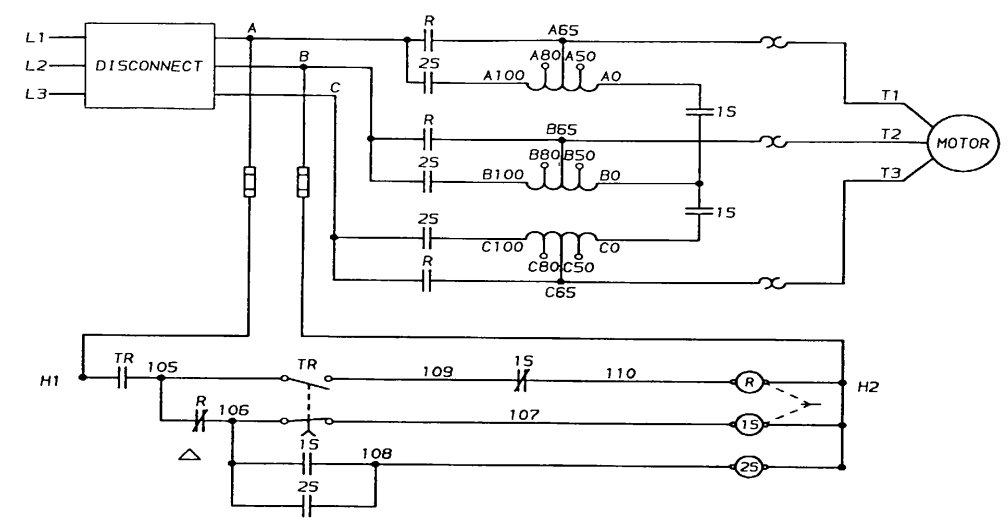 A
R
A65
L1
L2
DISCONNECT
B
2S
A80 A50
A100
A0
L3
C
1S
T1
R
B65
T2
MOTOR
2S
B80 B50
B100
B0
T3
2S
1S
C100
C0
R
C80 C50
C65
TR
105
TR
109
1S
110
R
H1
H2
R
106
107
1S
1S
108
2S
2S